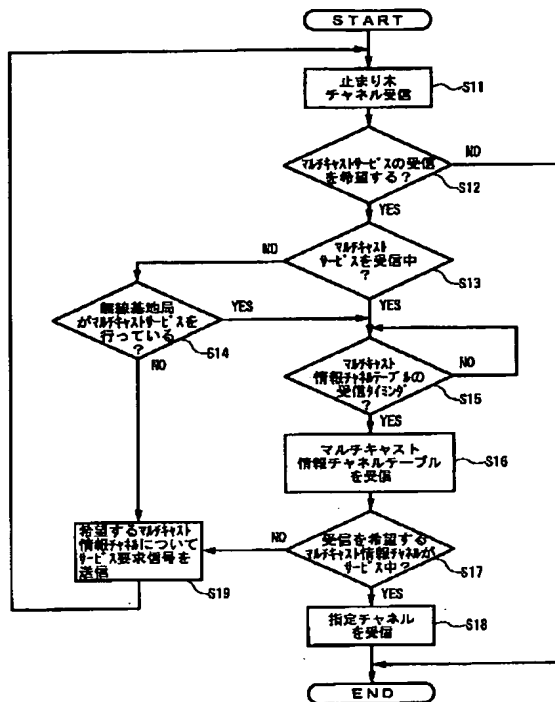 START
止まり木
チャネル受信
S11
マルチキャストサービスの受信
を希望する?
NO
S12
YES
マルチキャスト
サービスを受信中
?
NO
S13
YES
無線基地局
がマルチキャストサービスを
行っている
?
YES
S14
NO
マルチキャスト
情報チャネルテーブルの
受信タイミング
?
NO
S15
YES
マルチキャスト
情報チャネルテーブル
を受信
S16
受信を希望する
マルチキャスト情報チャネルが
サービス中?
NO
S17
YES
希望するマルチキャスト
情報チャネルについて
サービス要求信号を
送信
S19
指定チャネル
を受信
S18
END